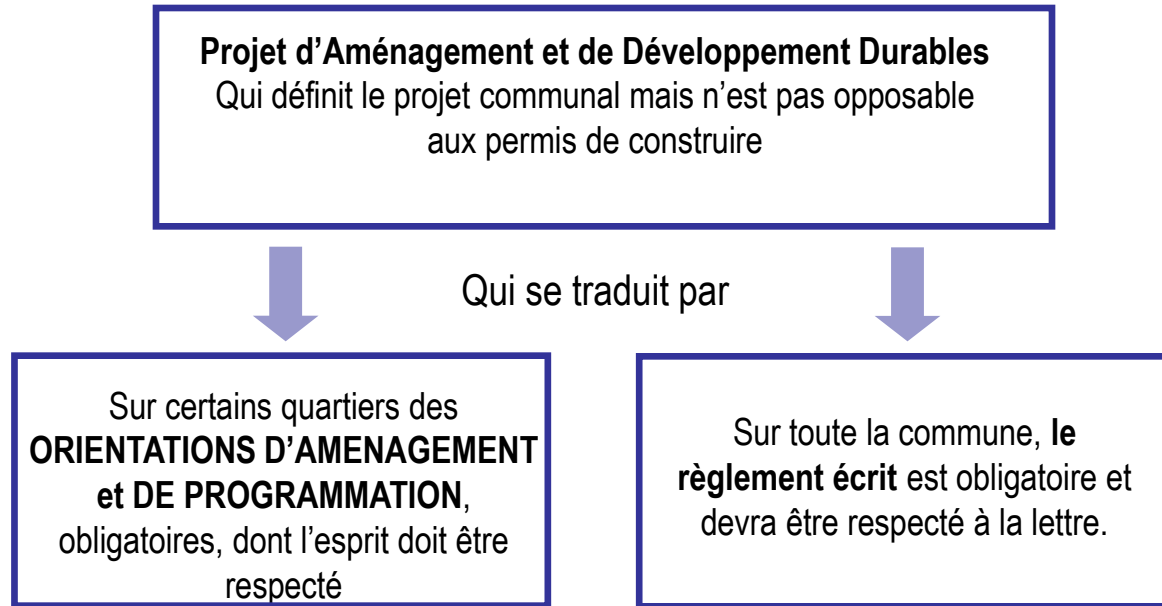 Projet d’Aménagement et de Développement Durables
Qui définit le projet communal mais n’est pas opposable
aux permis de construire
Qui se traduit par
Sur certains quartiers des
ORIENTATIONS D’AMENAGEMENT
et DE PROGRAMMATION,
obligatoires, dont l’esprit doit être
respecté
Sur toute la commune, le
règlement écrit est obligatoire et
devra être respecté à la lettre.